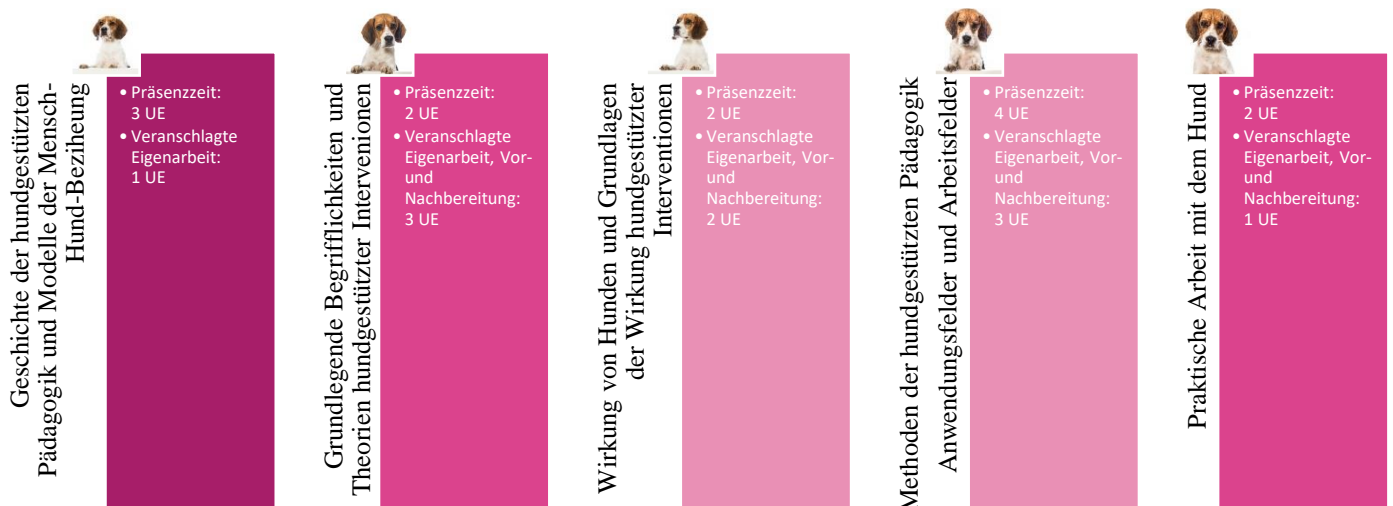 Geschichte der hundgestützten
Pädagogik und Modelle der Mensch-
Hund-Beziheung
• Präsenzzeit:
3 UE
• Veranschlagte
Eigenarbeit:
1 UE
Grundlegende Begrifflichkeiten und
Theorien hundgestützter Intervenionen
• Präsenzzeit:
2 UE
• Veranschlagte
Eigenarbeit, Vor-
und
Nachbereitung:
3 UE
Wirkung von Hunden und Grundlagen
der Wirkung hundgestützter
Interventionen
• Präsenzzeit:
2 UE
• Veranschlagte
Eigenarbeit, Vor-
und
Nachbereitung:
2 UE
Methoden der hundgestützten Pädagogik
Anwendungsfelder und Arbeitsfelder
• Präsenzzeit:
4 UE
• Veranschlagte
Eigenarbeit, Vor-
und
Nachbereitung:
3 UE
Praktische Arbeit mit dem Hund
• Präsenzzeit:
2 UE
• Veranschlagte
Eigenarbeit, Vor-
und
Nachbereitung:
1 UE